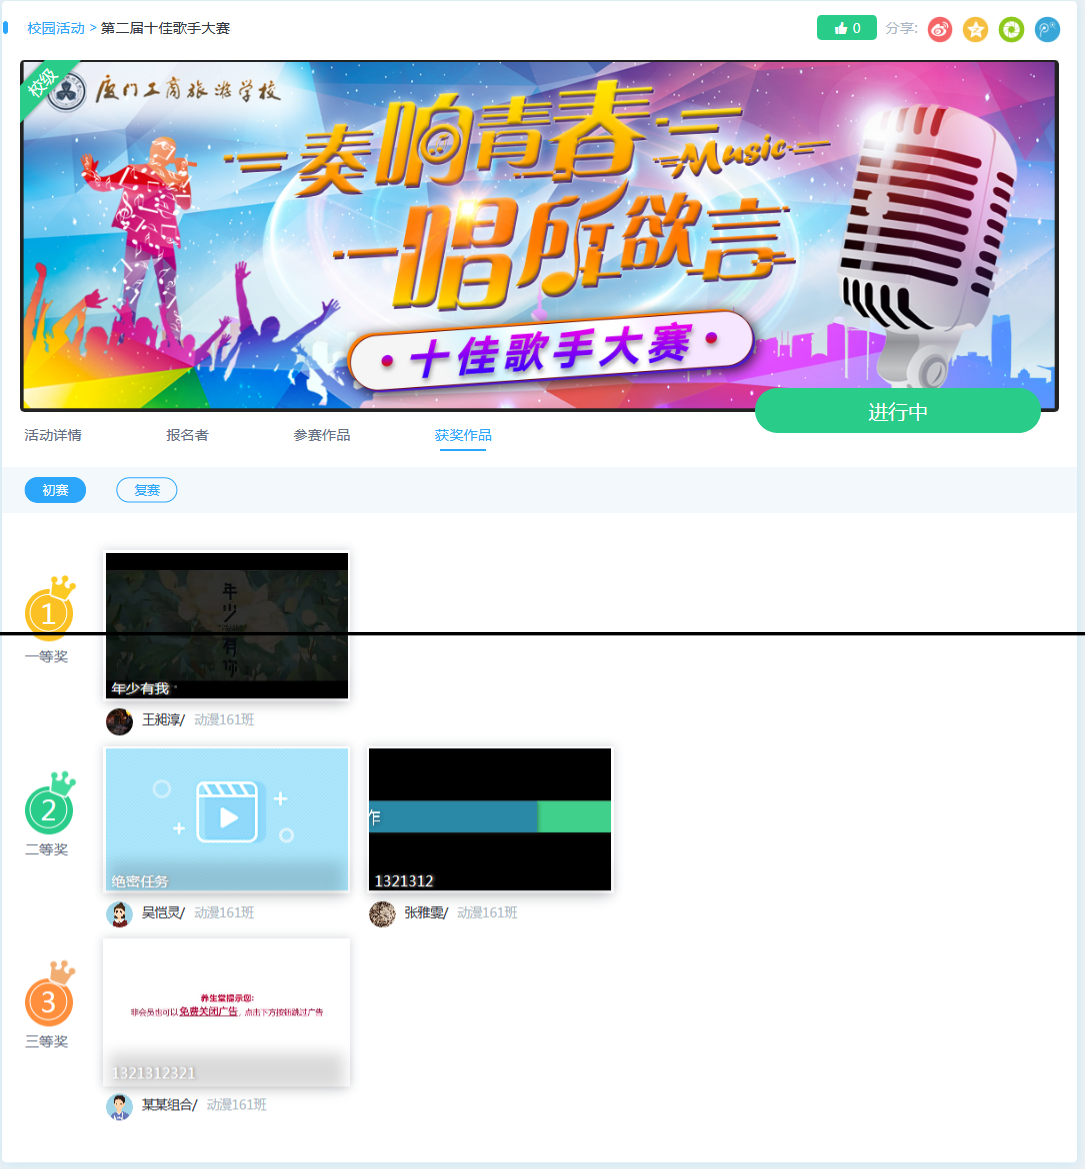 校园活动 > 第二届十佳歌手大赛
0 分享:
校级
厦门工商旅游学校
奏响青春
Music
唱所欲言
十佳歌手大赛
进行中
活动详情 报名者 参赛作品 获奖作品
初赛 复赛
1
一等奖
年少
有你
年少有我
王昶淳/ 动漫161班
2
二等奖
绝密任务
吴恺灵/ 动漫161班
作
1321312
张雅雯/ 动漫161班
3
三等奖
养生堂提示您:
非会员也可以免费关闭广告，点击下方按钮跳过广告
1321312321
某某组合/ 动漫161班